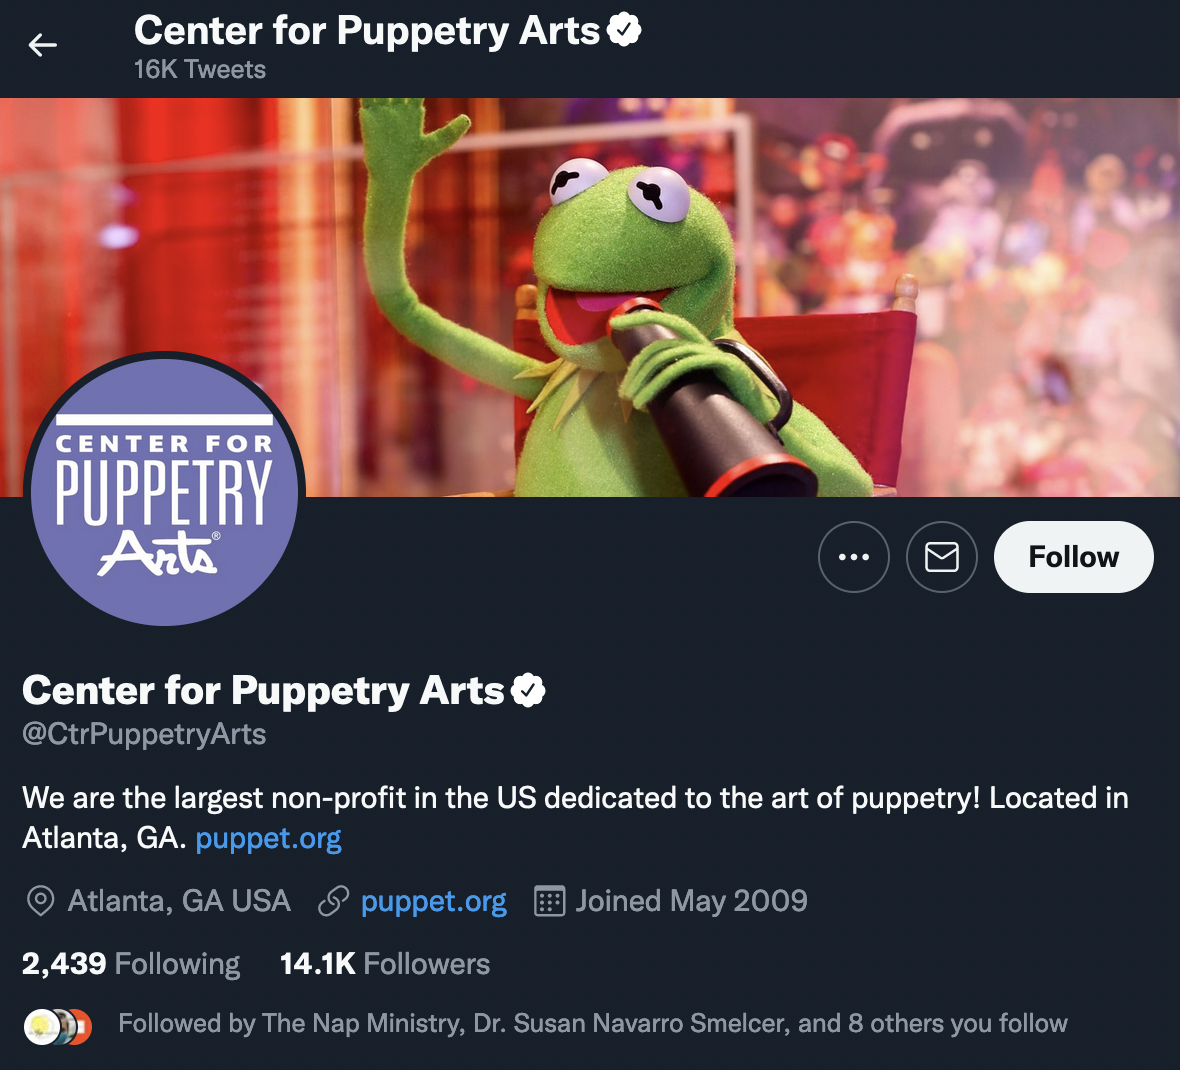 Center for Puppetry Arts
16K Tweets
CENTER FOR
PUPPETRY
Arts®
Follow
Center for Puppetry Arts
@CtrPuppetryArts
We are the largest non-profit in the US dedicated to the art of puppetry! Located in
Atlanta, GA. puppet.org
Atlanta, GA USA puppet.org Joined May 2009
2,439 Following 14.1K Followers
Followed by The Nap Ministry, Dr. Susan Navarro Smelcer, and 8 others you follow